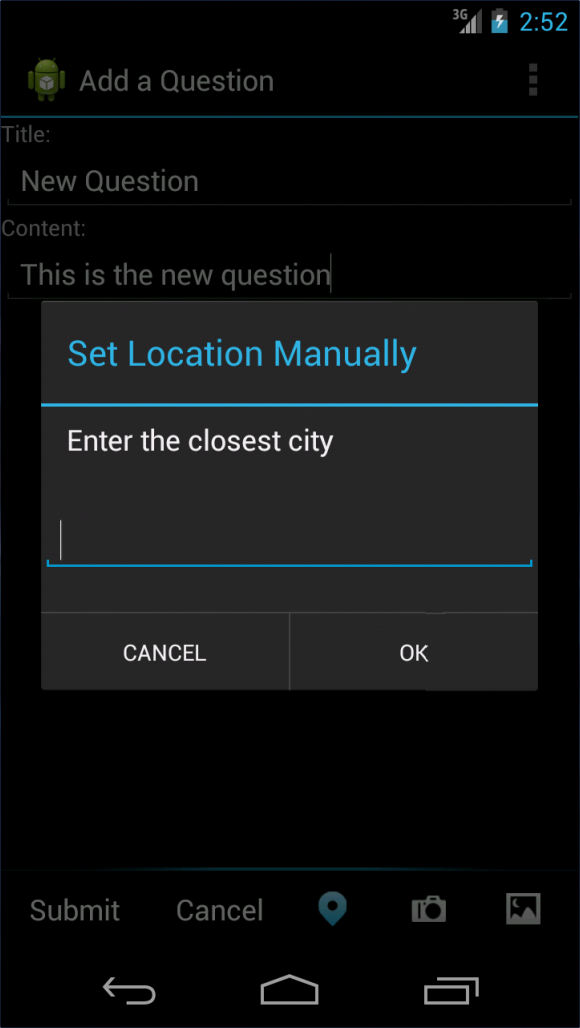 3G 2:52
Add a Question
Title:
New Question
Content:
This is the new question
Set Location Manually
Enter the closest city
CANCEL OK
Submit Cancel